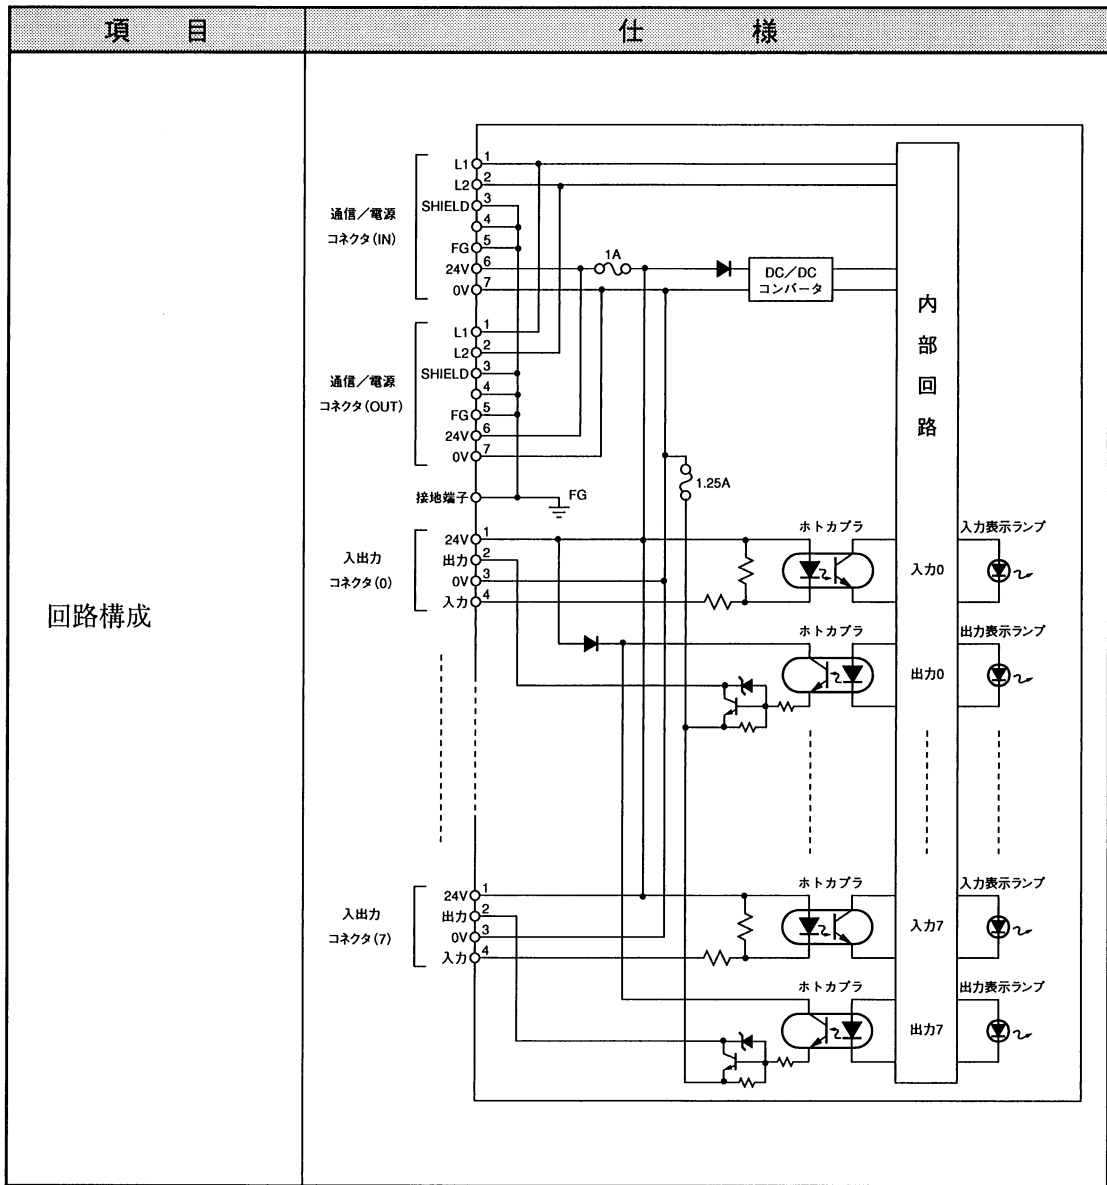 項 目
仕 様
回路構成
通信/電源
コネクタ(IN)
L1 1
L2 2
SHIELD 3
4
FG 5
24V 6
0V 7
1A
DC/DC
コンバータ
内部回路
通信/電源
コネクタ(OUT)
L1 1
L2 2
SHIELD 3
4
FG 5
24V 6
0V 7
1.25A
接地端子
FG
入出力
コネクタ(0)
24V 1
出力 2
0V 3
入力 4
ホトカプラ
入力0
入力表示ランプ
ホトカプラ
出力0
出力表示ランプ
入出力
コネクタ(7)
24V 1
出力 2
0V 3
入力 4
ホトカプラ
入力7
入力表示ランプ
ホトカプラ
出力7
出力表示ランプ